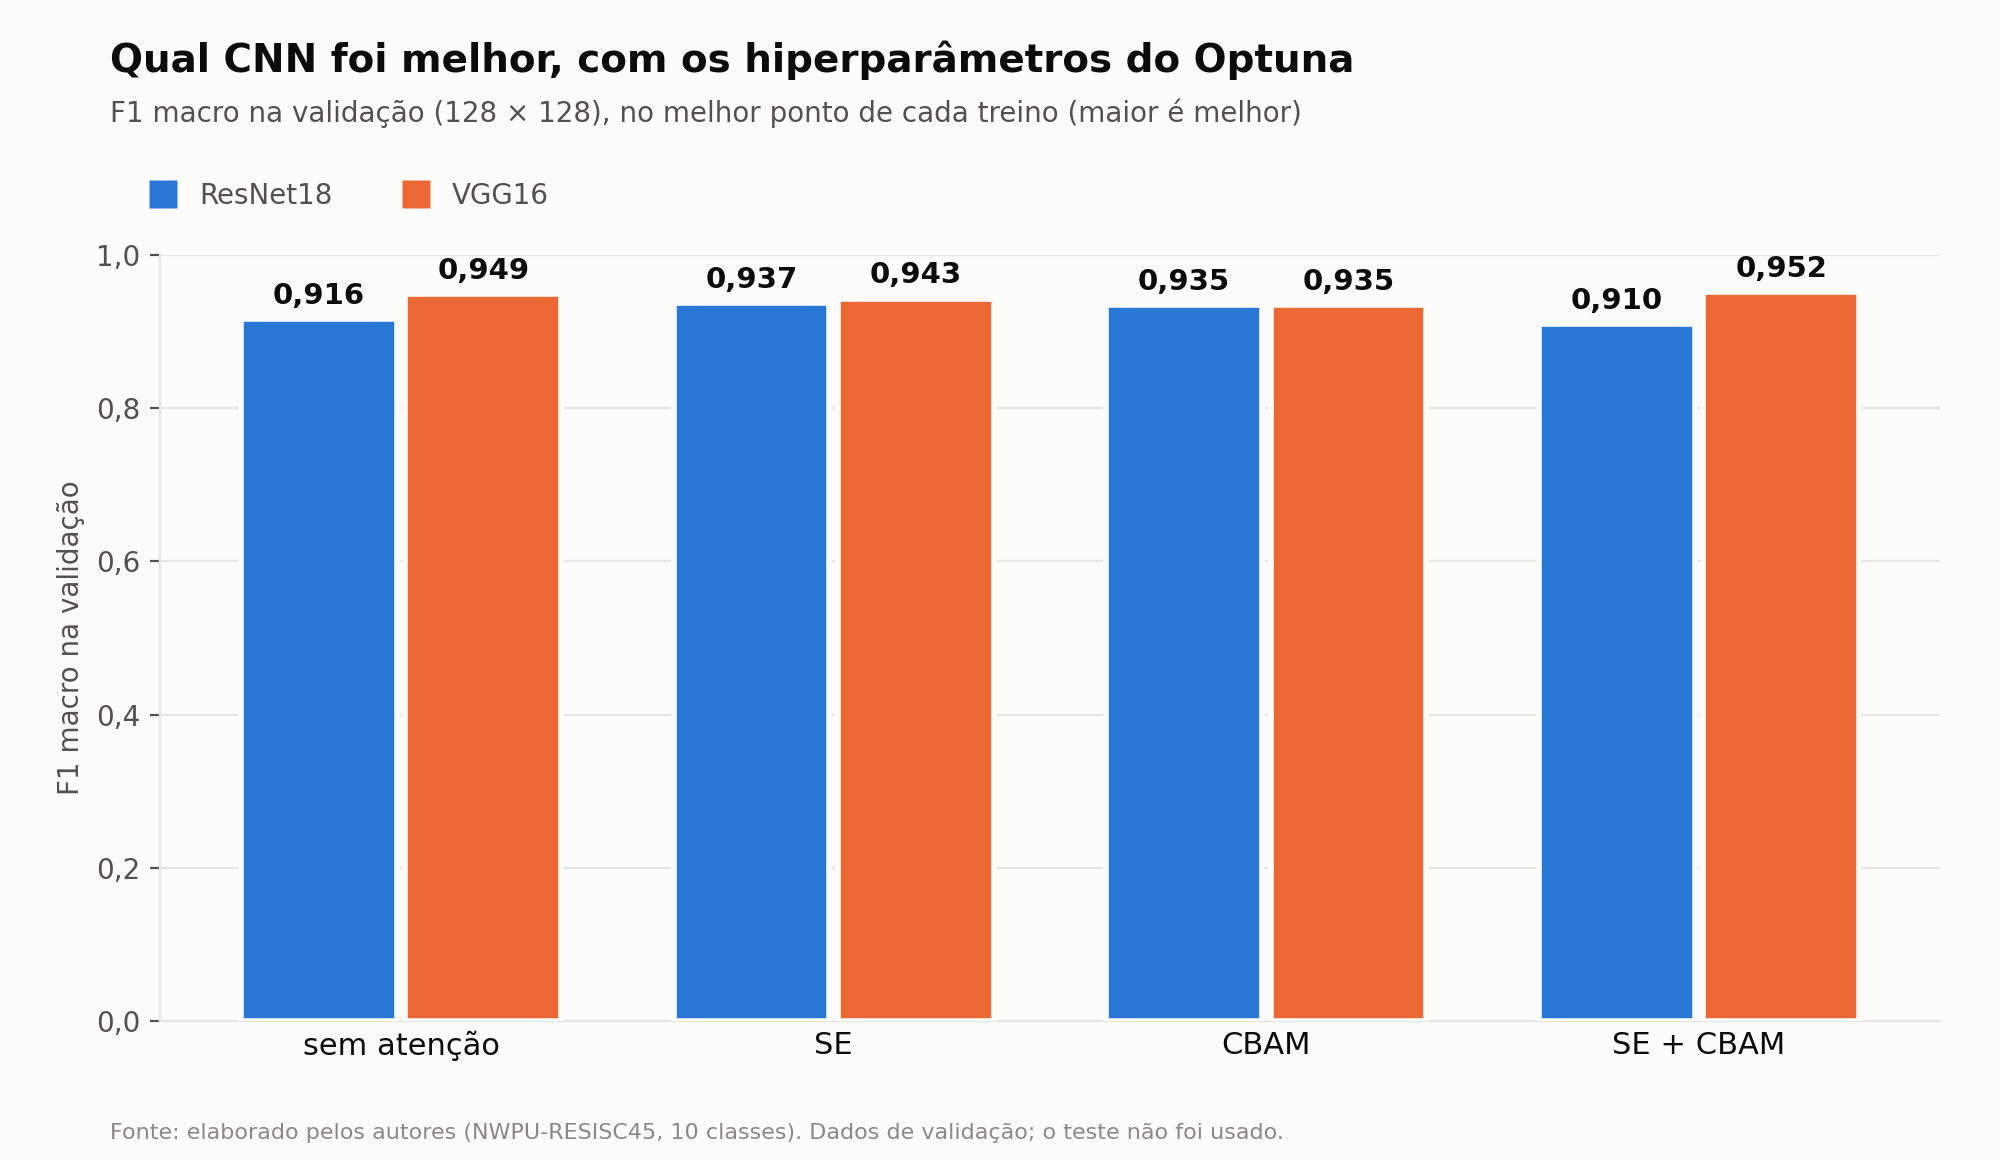 Qual CNN foi melhor, com os hiperparâmetros do Optuna
F1 macro na validação (128 × 128), no melhor ponto de cada treino (maior é melhor)
ResNet18
VGG16
F1 macro na validação
1,0
0,8
0,6
0,4
0,2
0,0
0,916
0,949
0,937
0,943
0,935
0,935
0,910
0,952
sem atenção
SE
CBAM
SE + CBAM
Fonte: elaborado pelos autores (NWPU-RESISC45, 10 classes). Dados de validação; o teste não foi usado.